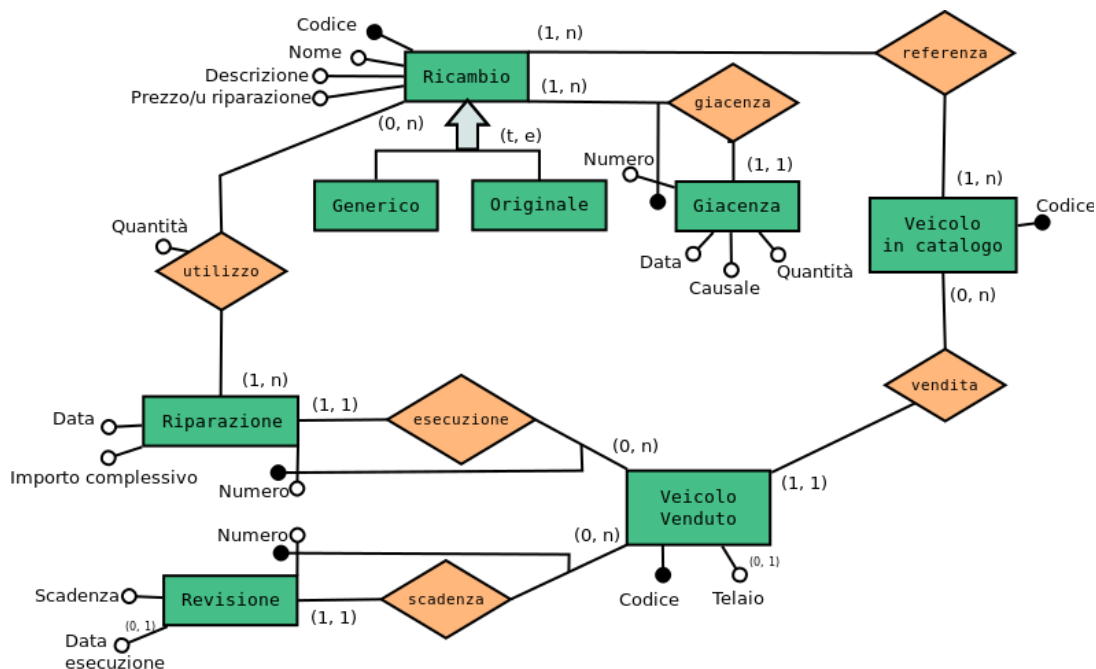 Codice
(1, n)
Nome
Ricambio
referenza
Descrizione
(1, n)
Prezzo/u riparazione
giacenza
(0, n)
(t, e)
Numero
(1, 1)
(1, n)
Generico
Originale
Giacenza
Codice
Veicolo
in catalogo
Quantità
Data
Quantità
utilizzo
Causale
(0, n)
(1, n)
vendita
(1, 1)
Data
Riparazione
esecuzione
(0, n)
Importo complessivo
(1, 1)
Numero
Veicolo
Venduto
Numero
(0, n)
(0, 1)
Scadenza
Revisione
scadenza
Codice
Telaio
(1, 1)
(0, 1)
Data
esecuzione